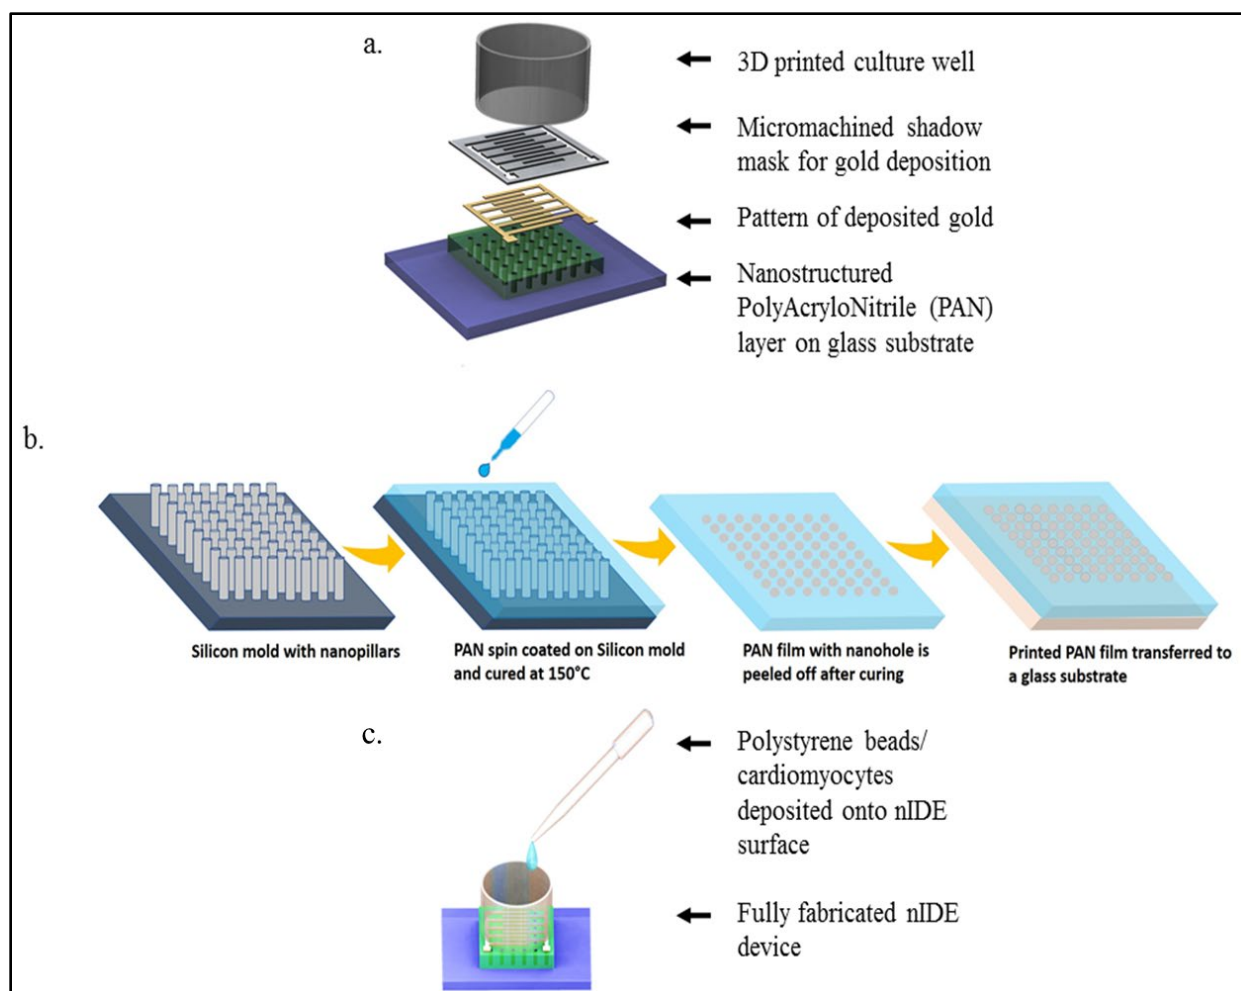 a.
3D printed culture well
Micromachined shadow
mask for gold deposition
Pattern of deposited gold
Nanostructured
PolyAcryloNitrile (PAN)
layer on glass substrate
b.
Silicon mold with nanopillars
PAN spin coated on Silicon mold
and cured at 150°C
PAN film with nanohole is
peeled off after curing
Printed PAN film transferred to
a glass substrate
c.
Polystyrene beads/
cardiomyocytes
deposited onto nIDE
surface
Fully fabricated nIDE
device